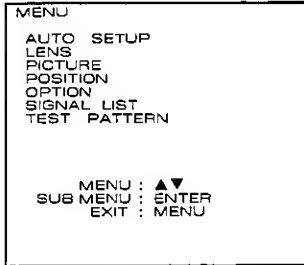 MENU
AUTO SETUP
LENS
PICTURE
POSITION
OPTION
SIGNAL LIST
TEST PATTERN
MENU : ▲▼
SUB MENU : ENTER
EXIT : MENU